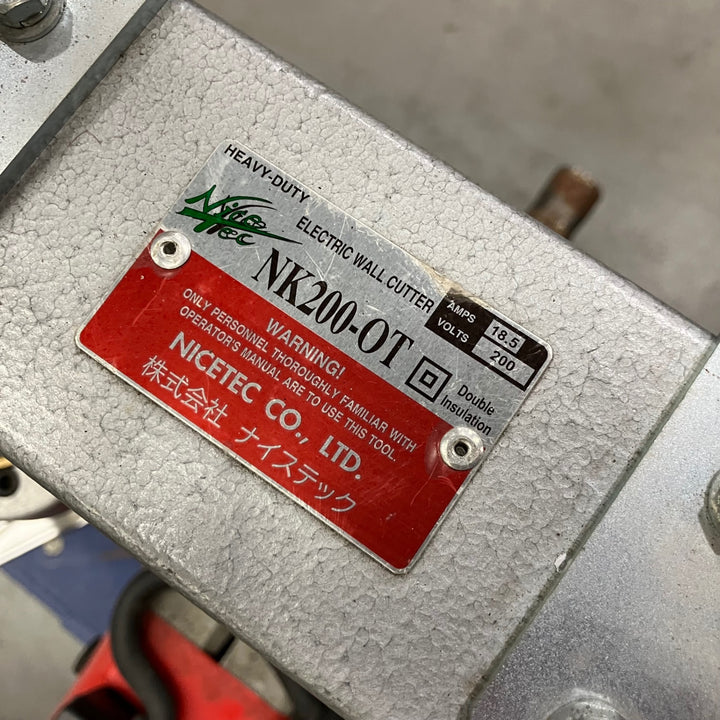 HEAVY-DUTY
NICETEC
ELECTRIC WALL CUTTER
NK200-OT
AMPS 18.5
VOLTS 200
Double
Insulation
WARNING!
ONLY PERSONNEL THOROUGHLY FAMILIAR WITH
OPERATOR'S MANUAL ARE TO USE THIS TOOL.
NICETEC CO., LTD.
株式会社 ナイステック